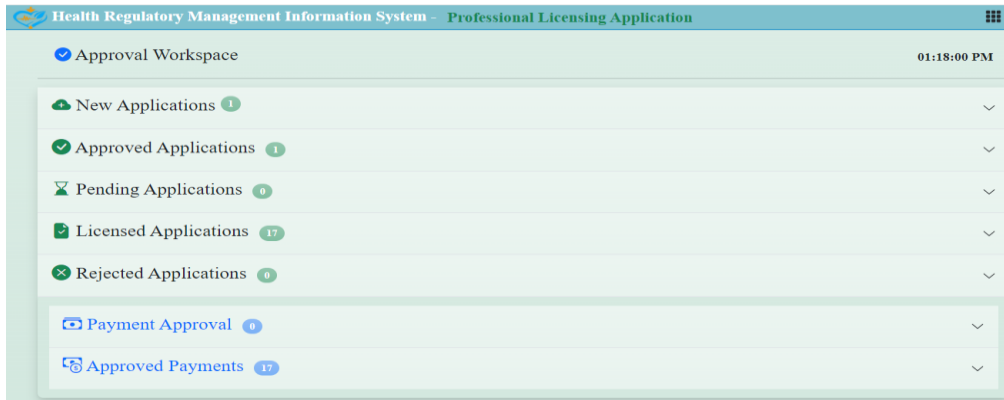 Health Regulatory Management Information System - Professional Licensing Application
Approval Workspace 01:18:00 PM
New Applications 1
Approved Applications 1
Pending Applications 0
Licensed Applications 17
Rejected Applications 0
Payment Approval 0
Approved Payments 17